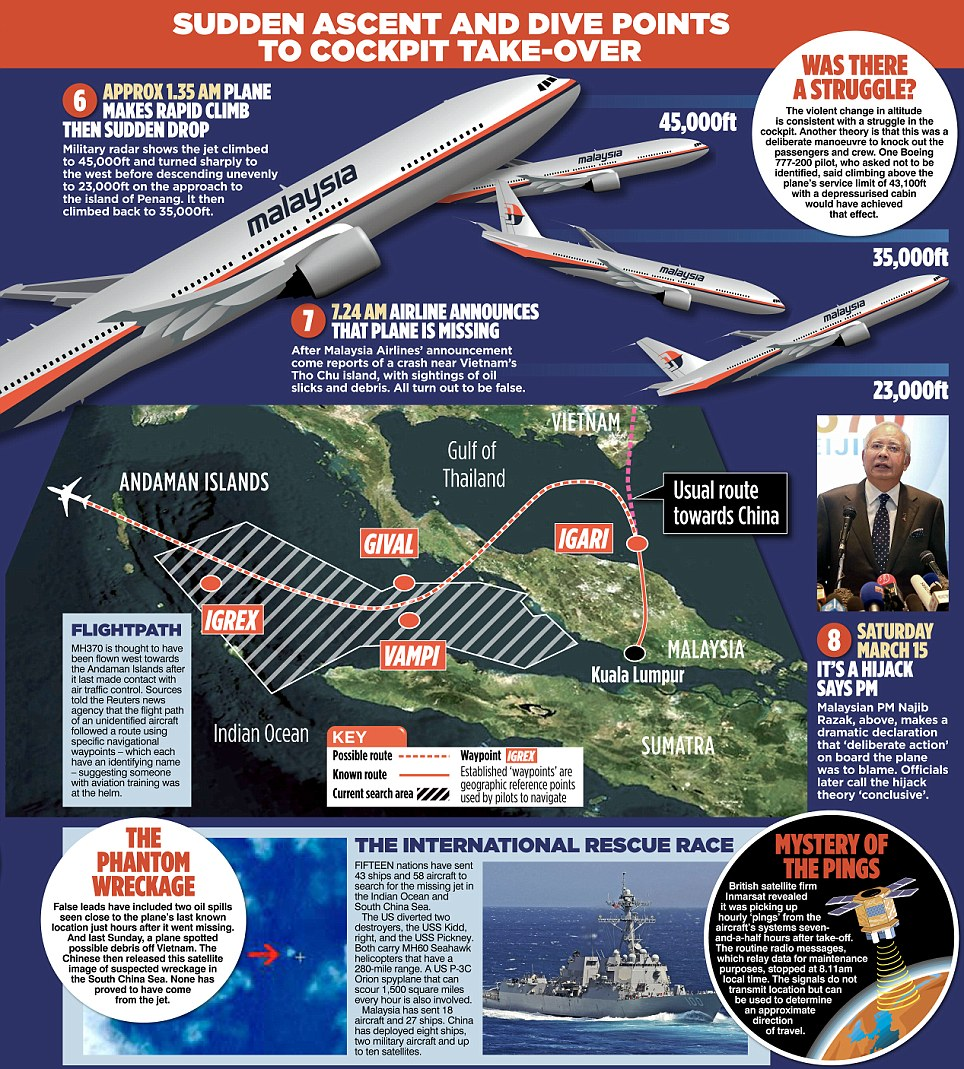 SUDDEN ASCENT AND DIVE POINTS
TO COCKPIT TAKE-OVER
6
APPROX 1.35 AM PLANE
MAKES RAPID CLIMB
THEN SUDDEN DROP
Military radar shows the jet climbed
to 45,000ft and turned sharply to
the west before descending unevenly
to 23,000ft on the approach to
the island of Penang. It then
climbed back to 35,000ft.
malaysia
malaysia
malaysia
malaysia
45,000ft
35,000ft
23,000ft
WAS THERE
A STRUGGLE?
The violent change in altitude
is consistent with a struggle in the
cockpit. Another theory is that this was a
deliberate manoeuvre to knock out the
passengers and crew. One Boeing
777-200 pilot, who asked not to be
identified, said climbing above the
plane's service limit of 43,100ft
with a depressurised cabin
would have achieved
that effect.
7
7.24 AM AIRLINE ANNOUNCES
THAT PLANE IS MISSING
After Malaysia Airlines' announcement
come reports of a crash near Vietnam's
Tho Chu island, with sightings of oil
slicks and debris. All turn out to be false.
VIETNAM
Gulf of
Thailand
ANDAMAN ISLANDS
Usual route
towards China
GIVAL
IGARI
IGREX
VAMPI
MALAYSIA
Kuala Lumpur
Indian Ocean
SUMATRA
FLIGHTPATH
MH370 is thought to have
been flown west towards
the Andaman Islands after
it last made contact with
air traffic control. Sources
told the Reuters news
agency that the flight path
of an unidentified aircraft
followed a route using
specific navigational
waypoints – which each
have an identifying name
– suggesting someone
with aviation training was
at the helm.
KEY
Possible route
Known route
Current search area
Waypoint IGREX
Established 'waypoints' are
geographic reference points
used by pilots to navigate
8
SATURDAY
MARCH 15
IT'S A HIJACK
SAYS PM
Malaysian PM Najib
Razak, above, makes a
dramatic declaration
that 'deliberate action'
on board the plane
was to blame. Officials
later call the hijack
theory 'conclusive'.
THE
PHANTOM
WRECKAGE
False leads have included two oil spills
seen close to the plane's last known
location just hours after it went missing.
And last Sunday, a plane spotted
possible debris off Vietnam. The
Chinese then released this satellite
image of suspected wreckage in
the South China Sea. None has
proved to have come
from the jet.
THE INTERNATIONAL RESCUE RACE
FIFTEEN nations have sent
43 ships and 58 aircraft to
search for the missing jet in
the Indian Ocean and
South China Sea.
The US diverted two
destroyers, the USS Kidd,
right, and the USS Pickney.
Both carry MH60 Seahawk
helicopters that have a
280-mile range. A US P-3C
Orion spyplane that can
scour 1,500 square miles
every hour is also involved.
Malaysia has sent 18
aircraft and 27 ships. China
has deployed eight ships,
two military aircraft and up
to ten satellites.
MYSTERY OF
THE PINGS
British satellite firm
Inmarsat revealed
it was picking up
hourly 'pings' from the
aircraft's systems seven-
and-a-half hours after take-off.
The routine radio messages,
which relay data for maintenance
purposes, stopped at 8.11am
local time. The signals do not
transmit location but can
be used to determine
an approximate
direction
of travel.